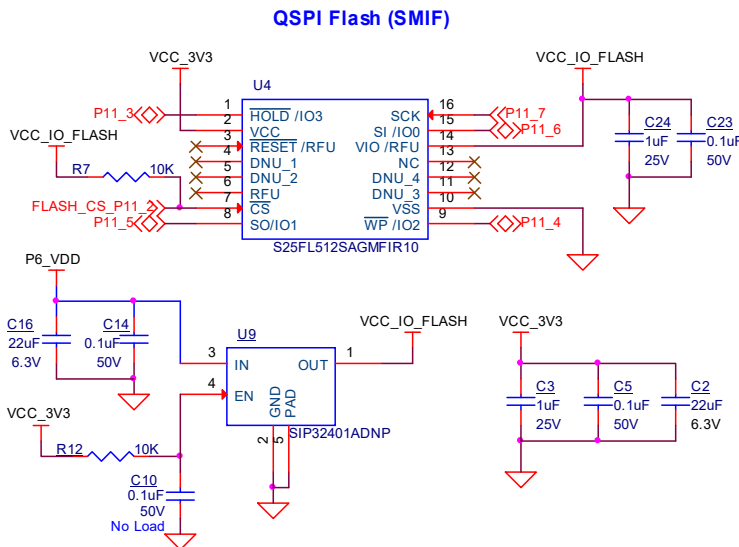 QSPI Flash (SMIF)
VCC_3V3
VCC_IO_FLASH
U4
P11_3
1
HOLD /IO3
SCK
16
P11_7
2
VCC
SI /IO0
15
P11_6
3
RESET /RFU
VIO /RFU
14
4
DNU_1
NC
13
5
DNU_2
DNU_4
12
6
RFU
DNU_3
11
FLASH_CS_P11_2
7
CS
VSS
10
P11_5
8
SO/IO1
WP /IO2
9
P11_4
S25FL512SAGMFIR10
VCC_IO_FLASH
R7
10K
C24
1uF
25V
C23
0.1uF
50V
P6_VDD
C16
22uF
6.3V
C14
0.1uF
50V
U9
3
IN
OUT
1
4
EN
GND
PAD
2
5
SIP32401ADNP
VCC_IO_FLASH
VCC_3V3
R12
10K
C10
0.1uF
50V
No Load
VCC_3V3
C3
1uF
25V
C5
0.1uF
50V
C2
22uF
6.3V